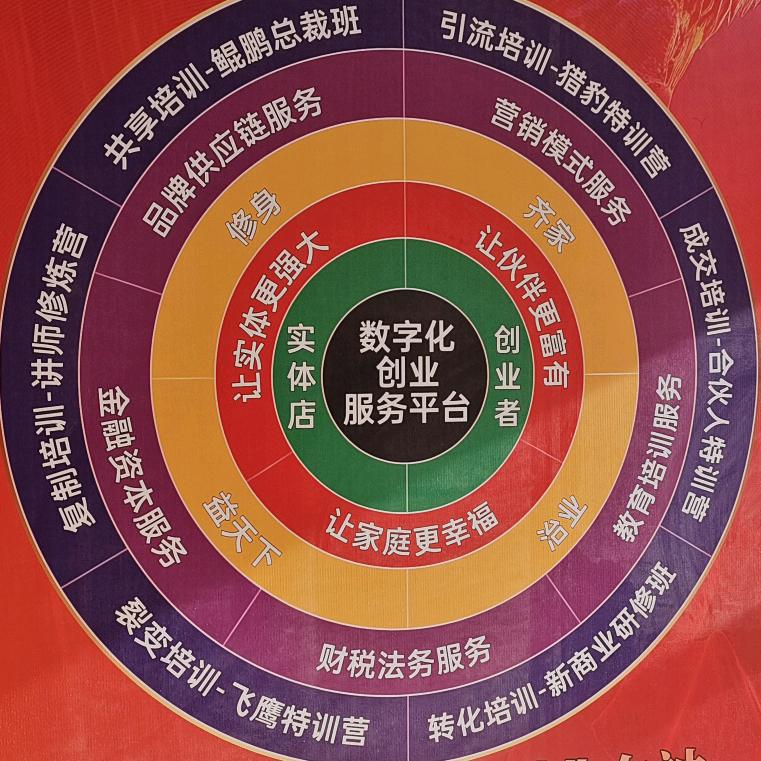 数字化
创业
服务平台
实体店
创业者
让实体更强大
让伙伴更富有
让家庭更幸福
修身
齐家
治业
益天下
品牌供应链服务
营销模式服务
教育培训服务
财税法务服务
金融资本服务
共享培训-鲲鹏总裁班
引流培训-猎豹特训营
成交培训-合伙人特训营
转化培训-新商业研修班
裂变培训-飞鹰特训营
复制培训-讲师修炼营